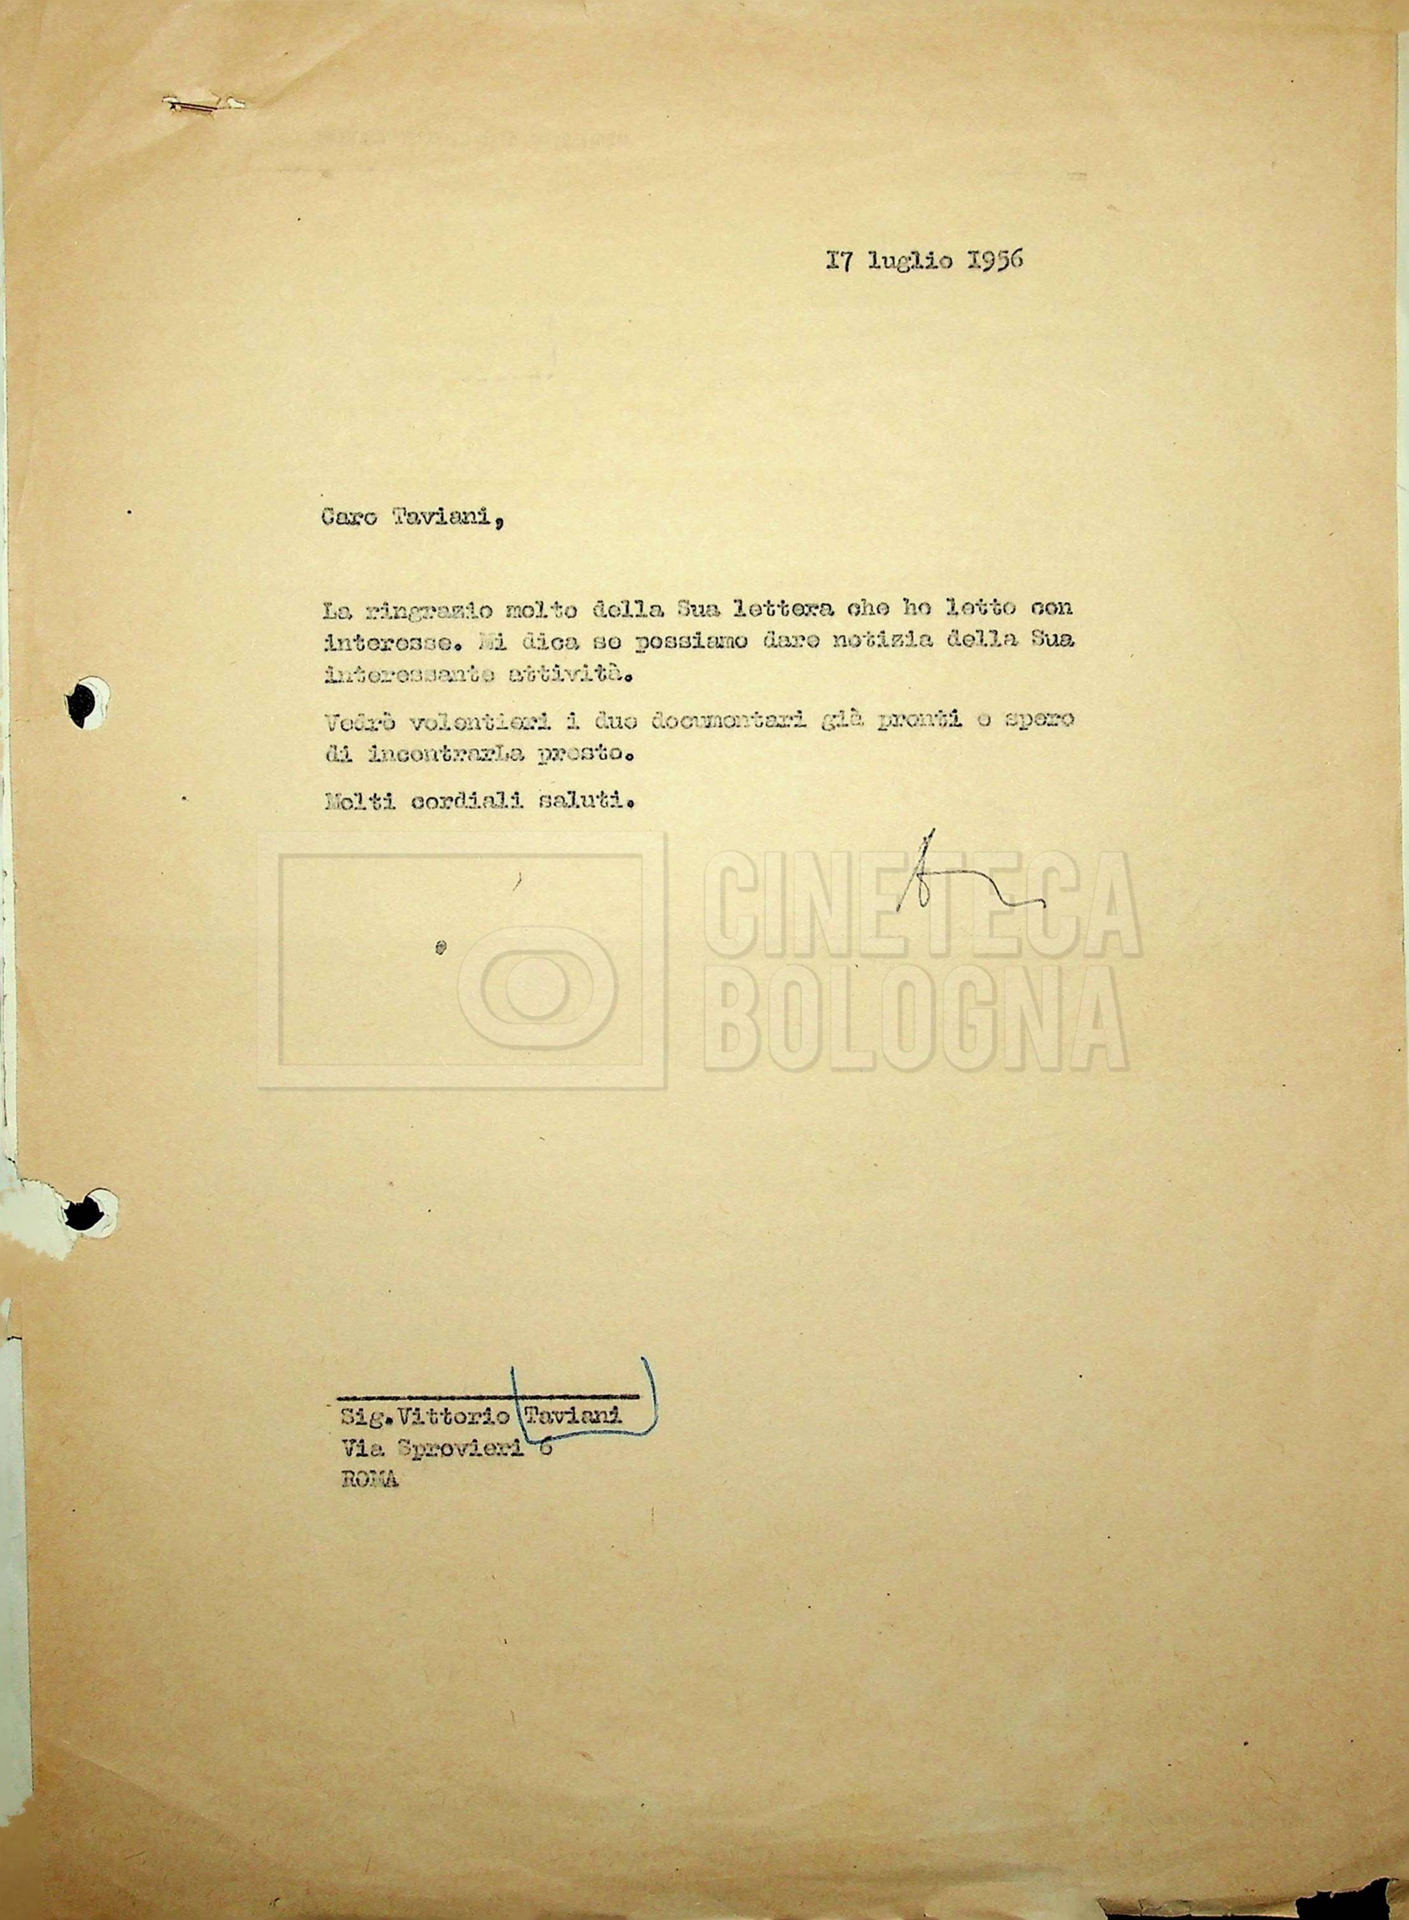 17 luglio 1956
Caro Taviani,
La ringrazio molto della Sua lettera che ho letto con
interesse. Mi dica se possiamo dare notizia della Sua
interessante attività.
Vedrò volentieri i due documentari già pronti e spero
di incontrarLa presto.
Molti cordiali saluti.
CINETECA
BOLOGNA
Sig.Vittorio Taviani
Via Sprovieri 6
ROMA